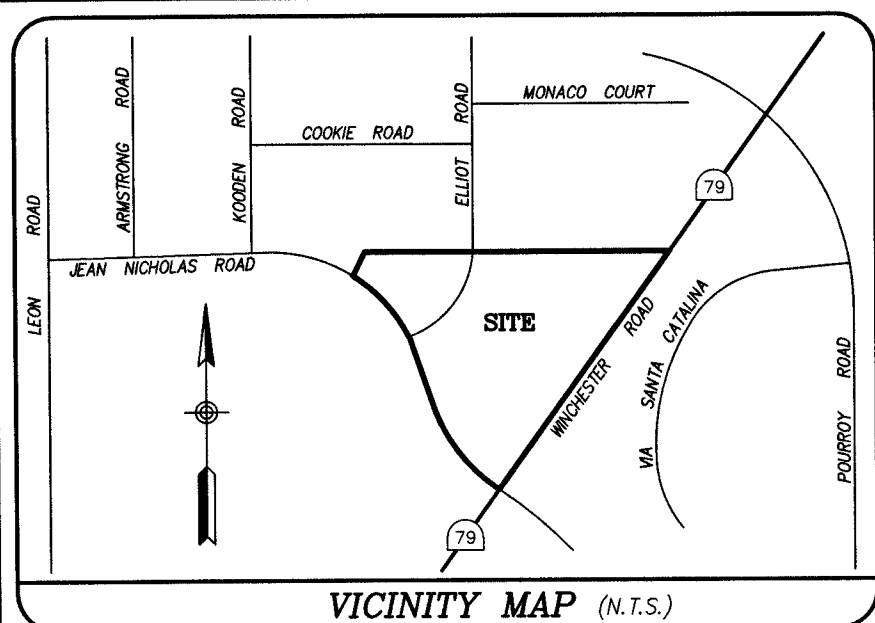 MONACO COURT
COOKIE ROAD
ARMSTRONG ROAD
KOODEN ROAD
ELLIOT ROAD
79
LEON ROAD
JEAN NICHOLAS ROAD
SITE
WINCHESTER ROAD
VIA SANTA CATALINA
POURROY ROAD
79
VICINITY MAP (N.T.S.)